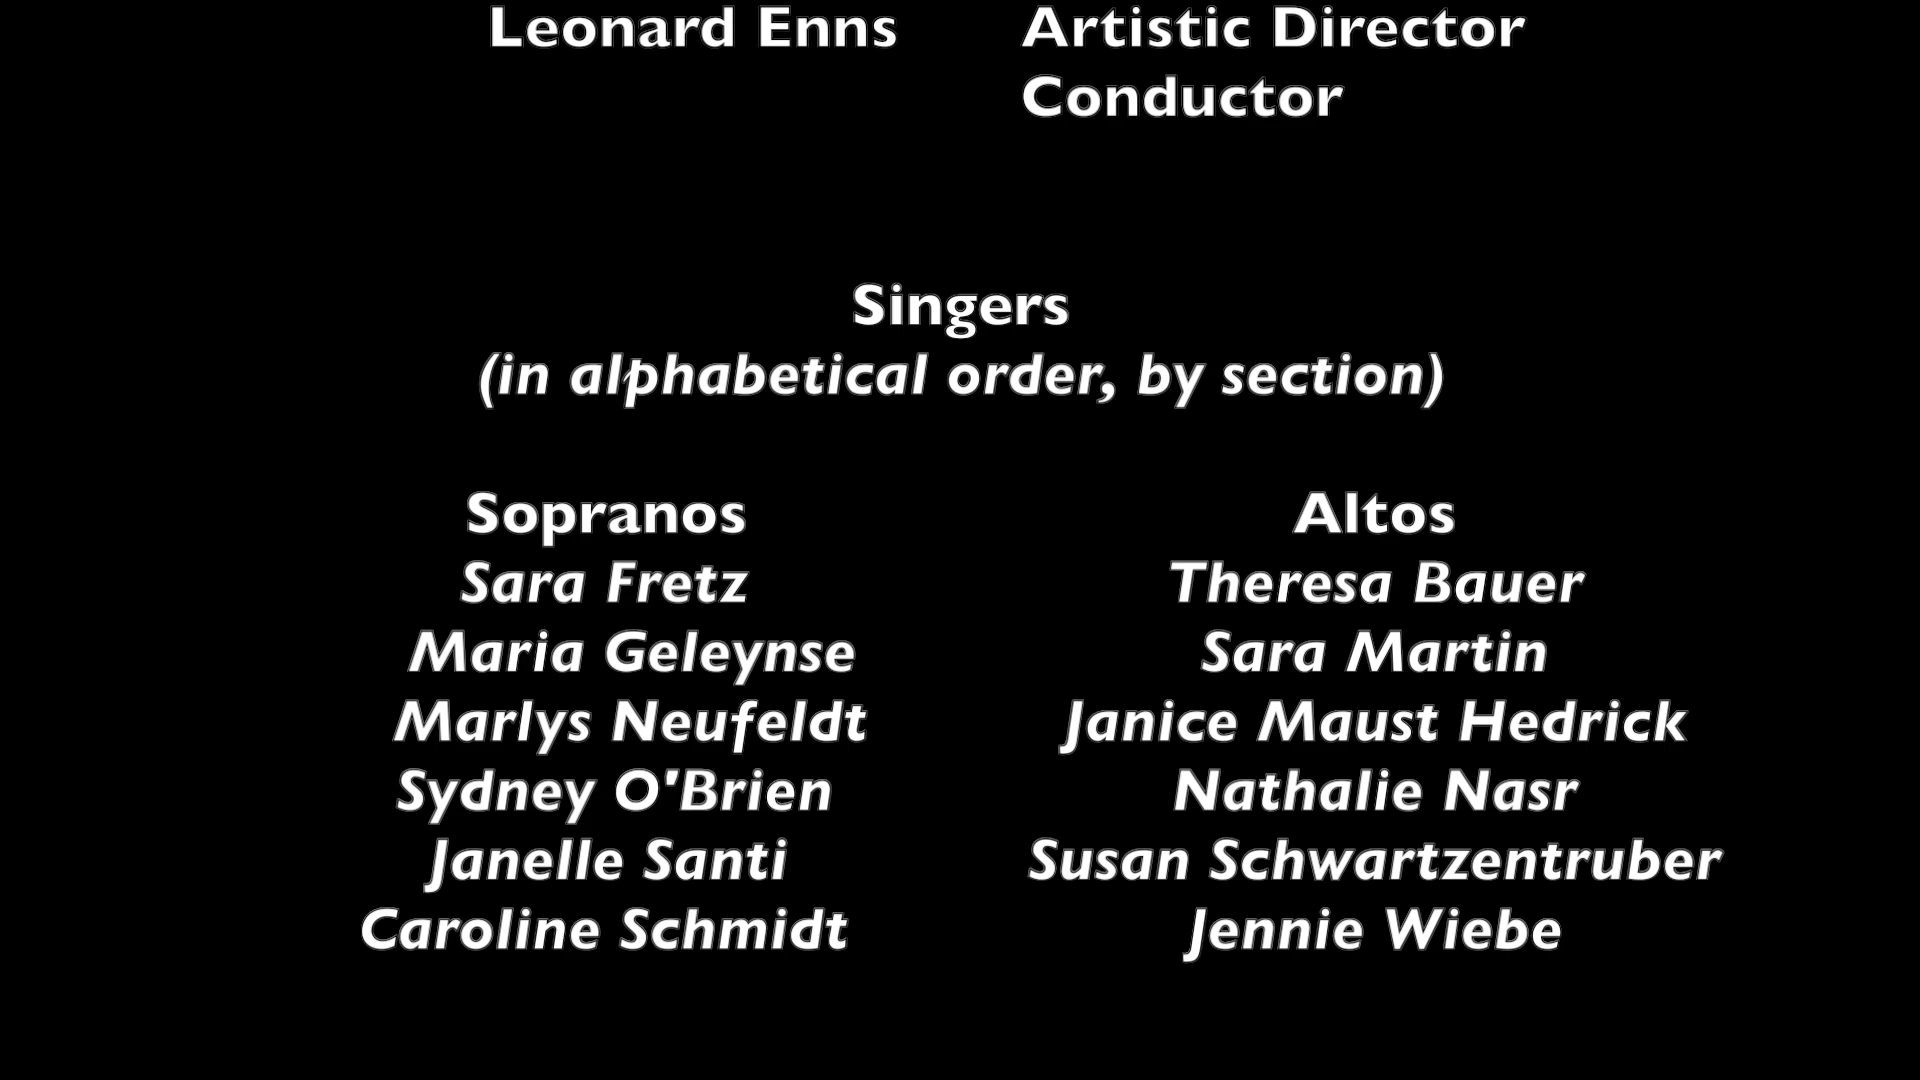 Leonard Enns Artistic Director
Conductor
Singers
(in alphabetical order, by section)
Sopranos
Sara Fretz
Maria Geleynse
Marlys Neufeldt
Sydney O'Brien
Janelle Santi
Caroline Schmidt
Altos
Theresa Bauer
Sara Martin
Janice Maust Hedrick
Nathalie Nasr
Susan Schwartzentruber
Jennie Wiebe